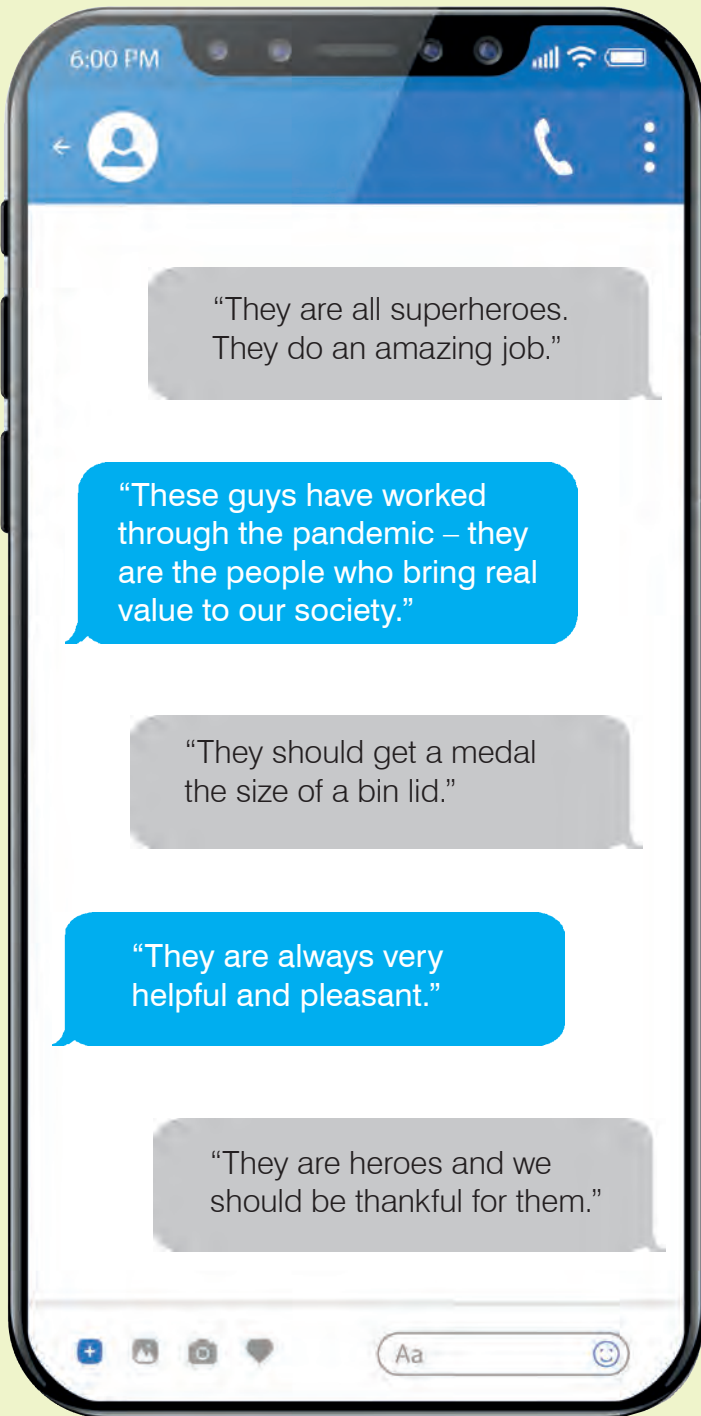 6:00 PM
“They are all superheroes.
They do an amazing job.”
“These guys have worked
through the pandemic – they
are the people who bring real
value to our society.”
“They should get a medal
the size of a bin lid.”
“They are always very
helpful and pleasant.”
“They are heroes and we
should be thankful for them.”
Aa